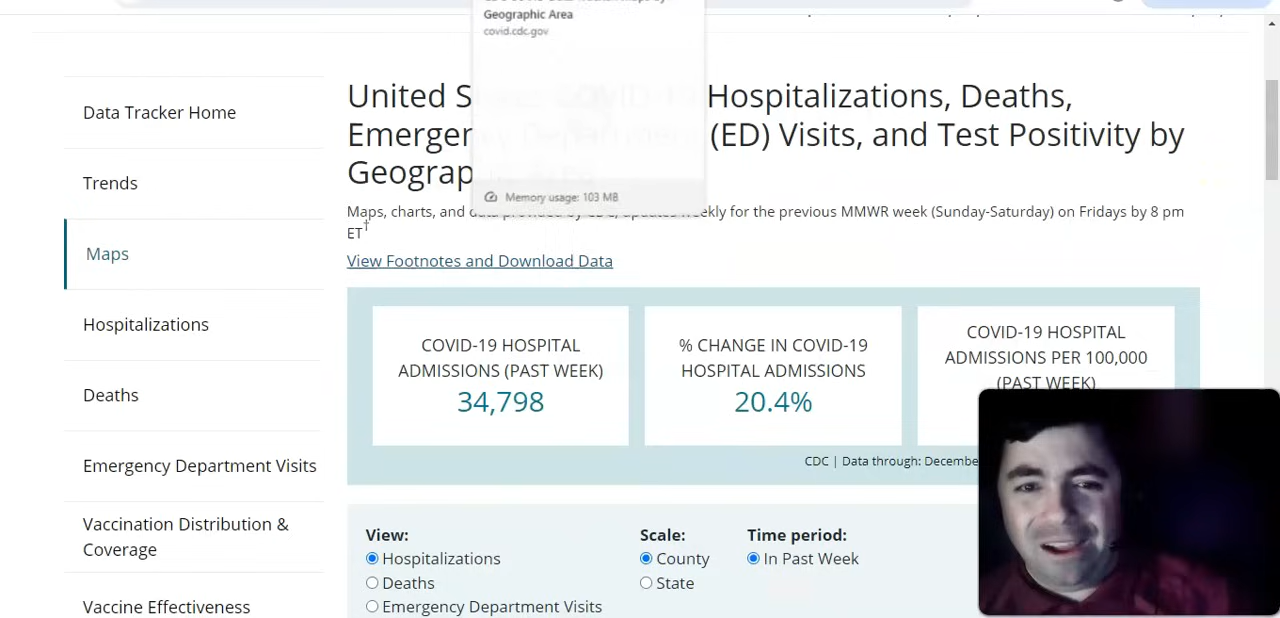 Geographic Area
covid.cdc.gov
Memory usage: 103 MB
Data Tracker Home
Trends
Maps
Hospitalizations
Deaths
Emergency Department Visits
Vaccination Distribution &
Coverage
Vaccine Effectiveness
United S Hospitalizations, Deaths,
Emergen (ED) Visits, and Test Positivity by
Geograp
Maps, charts, and data provided by CDC, updates weekly for the previous MMWR week (Sunday-Saturday) on Fridays by 8 pm
ET†
View Footnotes and Download Data
COVID-19 HOSPITAL
ADMISSIONS (PAST WEEK)
34,798
% CHANGE IN COVID-19
HOSPITAL ADMISSIONS
20.4%
COVID-19 HOSPITAL
ADMISSIONS PER 100,000
(PAST WEEK)
CDC | Data through: Decembe
View:
Hospitalizations
Deaths
Emergency Department Visits
Scale:
County
State
Time period:
In Past Week